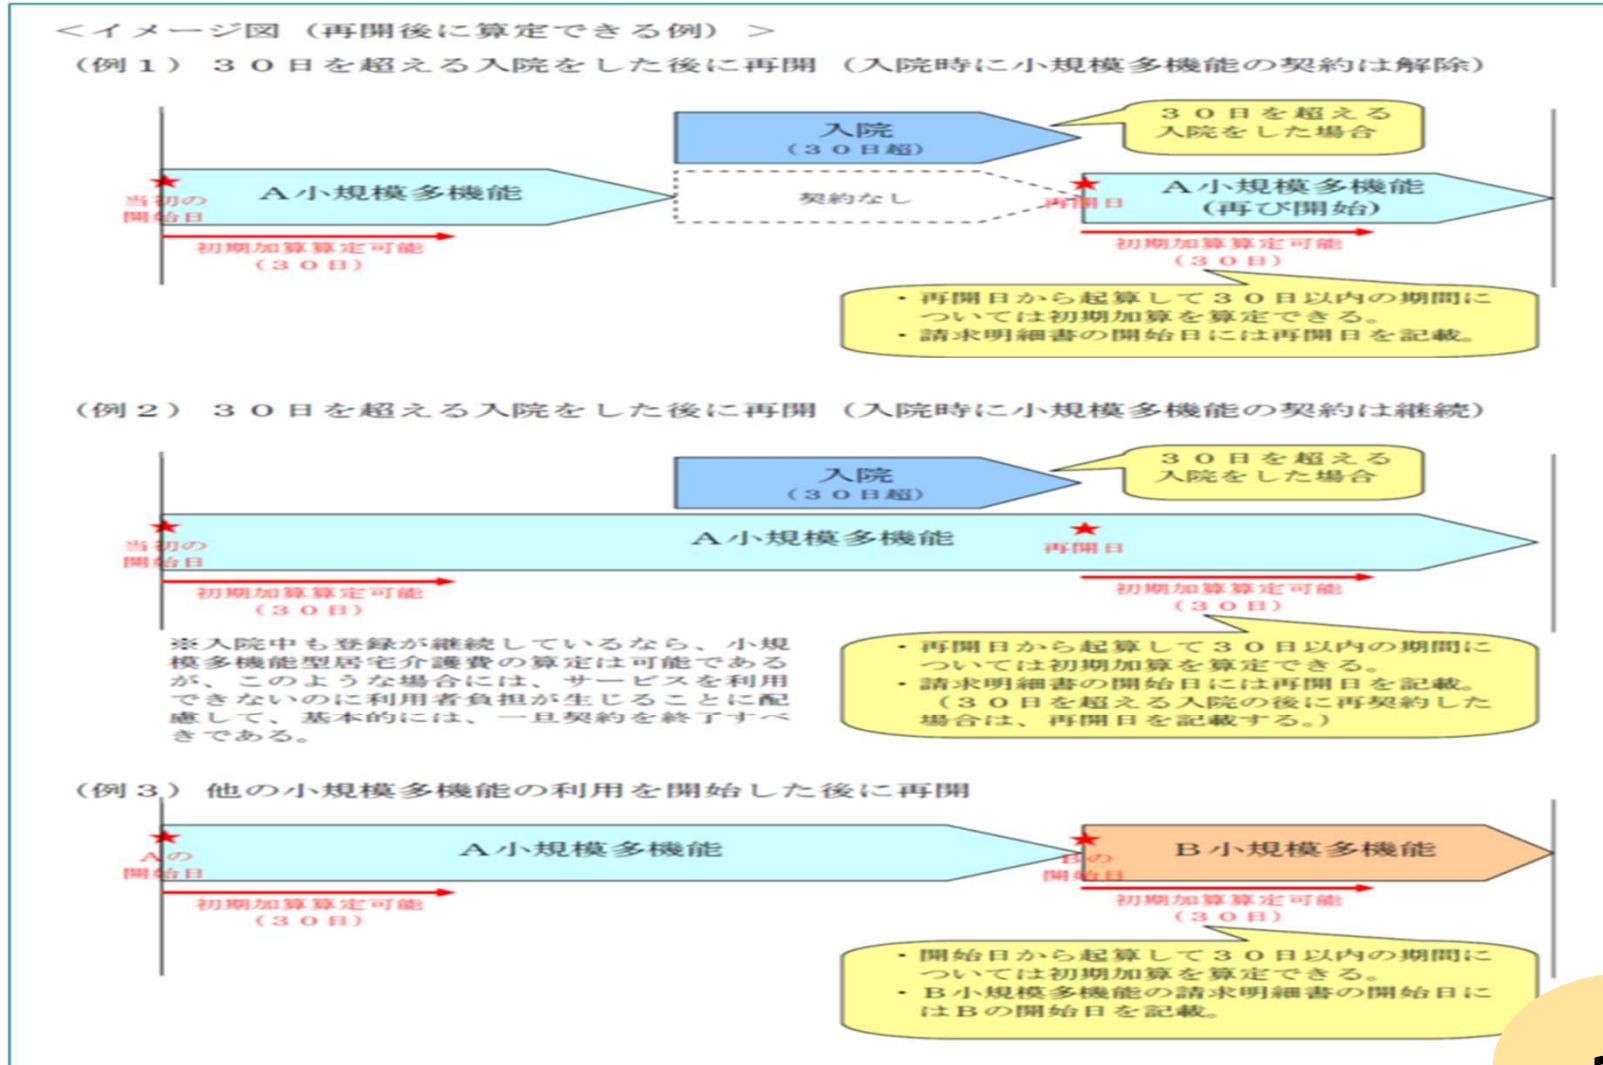 ＜イメージ図（再開後に算定できる例）＞
（例１）３０日を超える入院をした後に再開（入院時に小規模多機能の契約は解除）
入院
（３０日超）
３０日を超える
入院をした場合
当初の
開始日
Ａ小規模多機能
契約なし
再開日
Ａ小規模多機能
（再び開始）
初期加算算定可能
（３０日）
初期加算算定可能
（３０日）
・再開日から起算して３０日以内の期間に
ついては初期加算を算定できる。
・請求明細書の開始日には再開日を記載。
（例２）３０日を超える入院をした後に再開（入院時に小規模多機能の契約は継続）
入院
（３０日超）
３０日を超える
入院をした場合
当初の
開始日
Ａ小規模多機能
再開日
初期加算算定可能
（３０日）
初期加算算定可能
（３０日）
※入院中も登録が継続しているなら、小規
模多機能型居宅介護費の算定は可能である
が、このような場合には、サービスを利用
できないのに利用者負担が生じることに配
慮して、基本的には、一旦契約を終了すべ
きである。
・再開日から起算して３０日以内の期間に
ついては初期加算を算定できる。
・請求明細書の開始日には再開日を記載。
（３０日を超える入院の後に再契約した
場合は、再開日を記載する。）
（例３）他の小規模多機能の利用を開始した後に再開
Ａの
開始日
Ａ小規模多機能
Ｂの
開始日
Ｂ小規模多機能
初期加算算定可能
（３０日）
初期加算算定可能
（３０日）
・開始日から起算して３０日以内の期間に
ついては初期加算を算定できる。
・Ｂ小規模多機能の請求明細書の開始日に
はＢの開始日を記載。